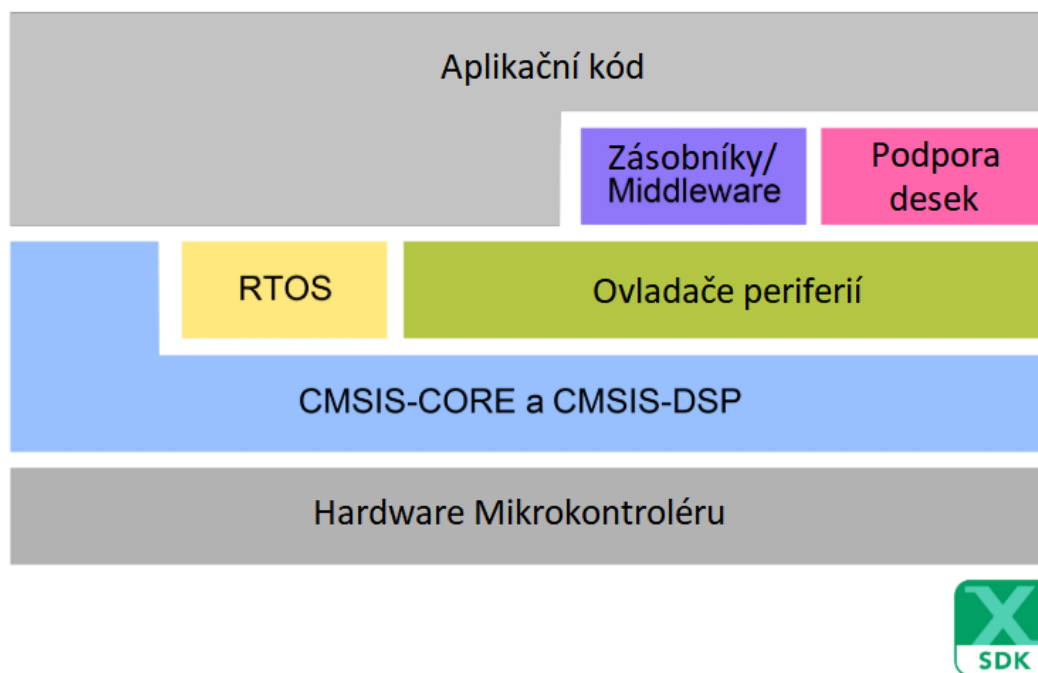 Aplikační kód
Zásobníky/
Middleware
Podpora
desek
RTOS
Ovladače periferií
CMSIS-CORE a CMSIS-DSP
Hardware Mikrokontroléru
X
SDK